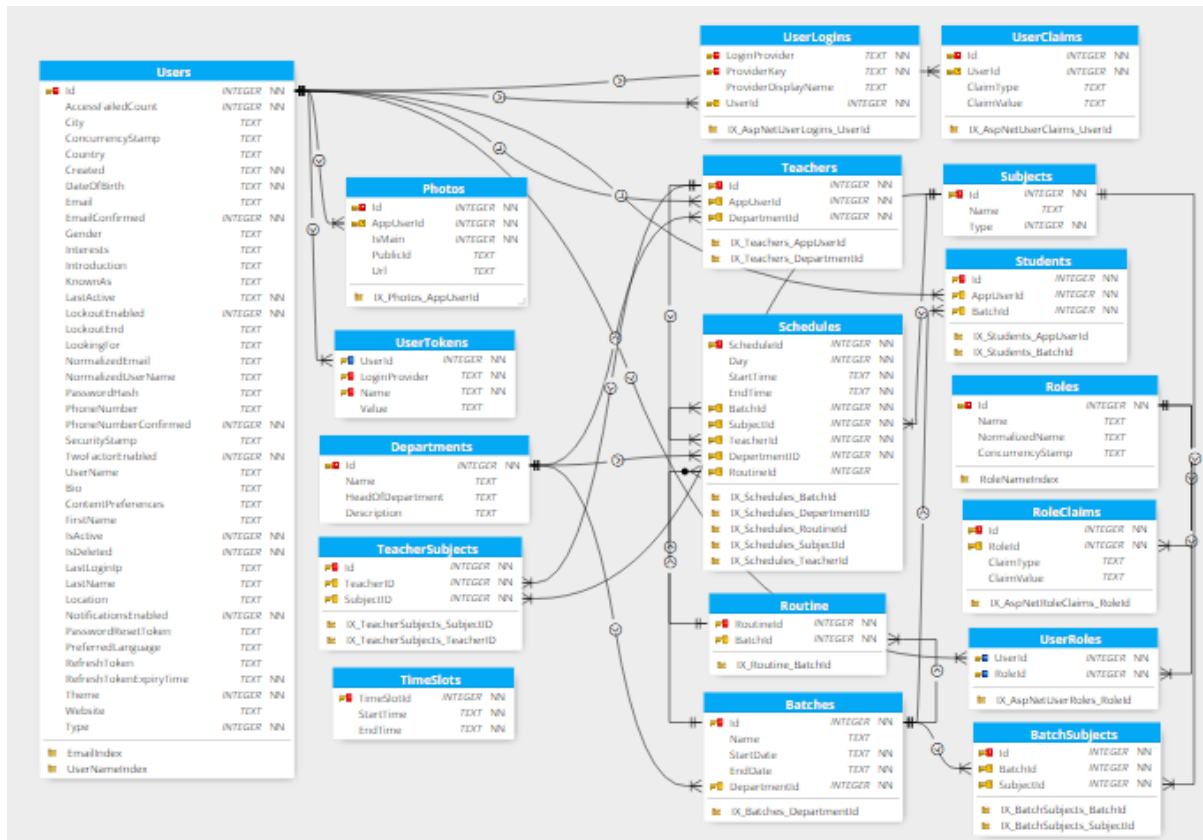 Users
Id INTEGER NN
AccessFailedCount INTEGER NN
City TEXT
ConcurrencyStamp TEXT
Country TEXT
Created TEXT NN
DateOfBirth TEXT NN
Email TEXT
EmailConfirmed INTEGER NN
Gender TEXT
Interests TEXT
Introduction TEXT
KnownAs TEXT
LastActive TEXT NN
LockoutEnabled INTEGER NN
LockoutEnd TEXT
LookingFor TEXT
NormalizedEmail TEXT
NormalizedUserName TEXT
PasswordHash TEXT
PhoneNumber TEXT
PhoneNumberConfirmed INTEGER NN
SecurityStamp TEXT
TwoFactorEnabled INTEGER NN
UserName TEXT
Bio TEXT
ContentPreferences TEXT
FirstName TEXT
IsActive INTEGER NN
IsDeleted INTEGER NN
LastLoginIp TEXT
LastName TEXT
Location TEXT
NotificationsEnabled INTEGER NN
PasswordResetToken TEXT
PreferredLanguage TEXT
RefreshToken TEXT
RefreshTokenExpiryTime TEXT NN
Theme INTEGER NN
Website TEXT
Type INTEGER NN
EmailIndex
UserNameIndex
Photos
Id INTEGER NN
AppUserId INTEGER NN
IsMain INTEGER NN
PublicId TEXT
Url TEXT
IX_Photos_AppUserId
UserTokens
UserId INTEGER NN
LoginProvider TEXT NN
Name TEXT NN
Value TEXT
Departments
Id INTEGER NN
Name TEXT
HeadOfDepartment TEXT
Description TEXT
TeacherSubjects
Id INTEGER NN
TeacherID INTEGER NN
SubjectID INTEGER NN
IX_TeacherSubjects_SubjectID
IX_TeacherSubjects_TeacherID
TimeSlots
TimeSlotId INTEGER NN
StartTime TEXT NN
EndTime TEXT NN
UserLogins
LoginProvider TEXT NN
ProviderKey TEXT NN
ProviderDisplayName TEXT
UserId INTEGER NN
IX_AspNetUserLogins_UserId
UserClaims
Id INTEGER NN
UserId INTEGER NN
ClaimType TEXT
ClaimValue TEXT
IX_AspNetUserClaims_UserId
Teachers
Id INTEGER NN
AppUserId INTEGER NN
DepartmentId INTEGER NN
IX_Teachers_AppUserId
IX_Teachers_DepartmentId
Subjects
Id INTEGER NN
Name TEXT
Type INTEGER NN
Students
Id INTEGER NN
AppUserId INTEGER NN
BatchId INTEGER NN
IX_Students_AppUserId
IX_Students_BatchId
Schedules
ScheduleId INTEGER NN
Day INTEGER NN
StartTime TEXT NN
EndTime TEXT NN
BatchId INTEGER NN
SubjectId INTEGER NN
TeacherId INTEGER NN
DepertmentID INTEGER NN
RoutineId INTEGER
IX_Schedules_BatchId
IX_Schedules_DepertmentID
IX_Schedules_RoutineId
IX_Schedules_SubjectId
IX_Schedules_TeacherId
Roles
Id INTEGER NN
Name TEXT
NormalizedName TEXT
ConcurrencyStamp TEXT
RoleNameIndex
RoleClaims
Id INTEGER NN
RoleId INTEGER NN
ClaimType TEXT
ClaimValue TEXT
IX_AspNetRoleClaims_RoleId
Routine
RoutineId INTEGER NN
BatchId INTEGER NN
IX_Routine_BatchId
UserRoles
UserId INTEGER NN
RoleId INTEGER NN
IX_AspNetUserRoles_RoleId
Batches
Id INTEGER NN
Name TEXT
StartDate TEXT NN
EndDate TEXT NN
DepartmentId INTEGER NN
IX_Batches_DepartmentId
BatchSubjects
Id INTEGER NN
BatchId INTEGER NN
SubjectId INTEGER NN
IX_BatchSubjects_BatchId
IX_BatchSubjects_SubjectId